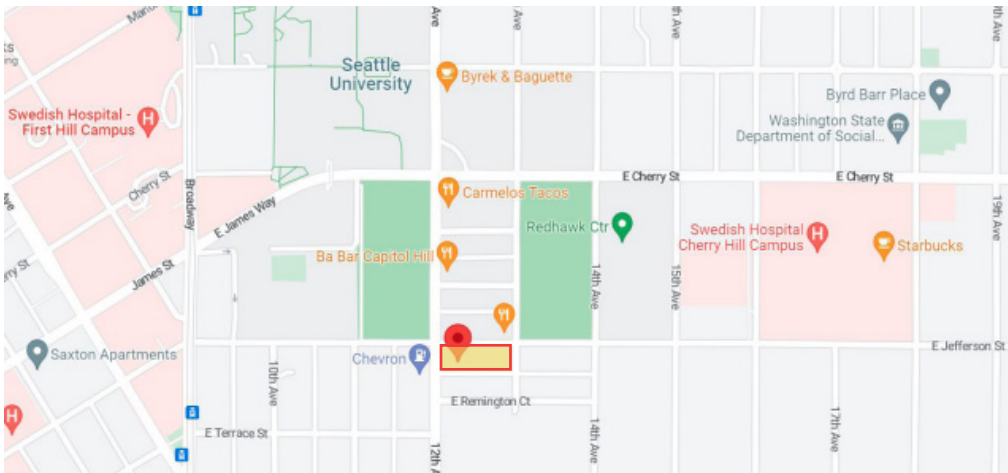 Seattle
University
Byrek & Baguette
Swedish Hospital -
First Hill Campus
H
Byrd Barr Place
Washington State
Department of Social...
Cherry St
Broadway
E James Way
James St
Carmelos Tacos
E Cherry St
E Cherry St
Redhawk Ctr
Swedish Hospital
Cherry Hill Campus
H
Starbucks
19th Ave
Ba Bar Capitol Hill
14th Ave
15th Ave
Saxton Apartments
Chevron
E Jefferson St
10th Ave
E Remington Ct
14th Ave
17th Ave
H
E Terrace St
12th A
Ave